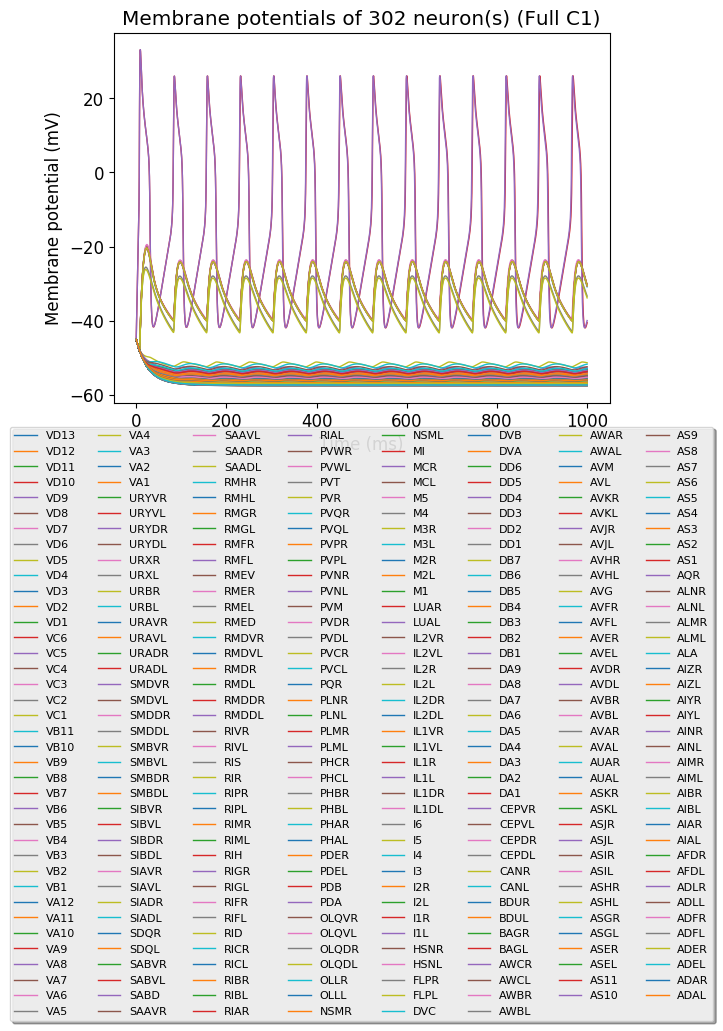 Membrane potentials of 302 neuron(s) (Full C1)
Membrane potential (mV)
20
0
−20
−40
−60
0
200
400
600
800
1000
Time (ms)
VD13
VD12
VD11
VD10
VD9
VD8
VD7
VD6
VD5
VD4
VD3
VD2
VD1
VC6
VC5
VC4
VC3
VC2
VC1
VB11
VB10
VB9
VB8
VB7
VB6
VB5
VB4
VB3
VB2
VB1
VA12
VA11
VA10
VA9
VA8
VA7
VA6
VA5
VA4
VA3
VA2
VA1
URYVR
URYVL
URYDR
URYDL
URXR
URXL
URBR
URBL
URAVR
URAVL
URADR
URADL
SMDVR
SMDVL
SMDDR
SMDDL
SMBVR
SMBVL
SMBDR
SMBDL
SIBVR
SIBVL
SIBDR
SIBDL
SIAVR
SIAVL
SIADR
SIADL
SDQR
SDQL
SABVR
SABVL
SABD
SAAVR
SAAVL
SAADR
SAADL
RMHR
RMHL
RMGR
RMGL
RMFR
RMFL
RMEV
RMER
RMEL
RMED
RMDVR
RMDVL
RMDR
RMDL
RMDDR
RMDDL
RIVR
RIVL
RIS
RIR
RIPR
RIPL
RIMR
RIML
RIH
RIGR
RIGL
RIFR
RIFL
RID
RICR
RICL
RIBR
RIBL
RIAR
RIAL
PVWR
PVWL
PVT
PVR
PVQR
PVQL
PVPR
PVPL
PVNR
PVNL
PVM
PVDR
PVDL
PVCR
PVCL
PQR
PLNR
PLNL
PLMR
PLML
PHCR
PHCL
PHBR
PHBL
PHAR
PHAL
PDER
PDEL
PDB
PDA
OLQVR
OLQVL
OLQDR
OLQDL
OLLR
OLLL
NSMR
NSML
MI
MCR
MCL
M5
M4
M3R
M3L
M2R
M2L
M1
LUAR
LUAL
IL2VR
IL2VL
IL2R
IL2L
IL2DR
IL2DL
IL1VR
IL1VL
IL1R
IL1L
IL1DR
IL1DL
I6
I5
I4
I3
I2R
I2L
I1R
I1L
HSNR
HSNL
FLPR
FLPL
DVC
DVB
DVA
DD6
DD5
DD4
DD3
DD2
DD1
DB7
DB6
DB5
DB4
DB3
DB2
DB1
DA9
DA8
DA7
DA6
DA5
DA4
DA3
DA2
DA1
CEPVR
CEPVL
CEPDR
CEPDL
CANR
CANL
BDUR
BDUL
BAGR
BAGL
AWCR
AWCL
AWBR
AWBL
AWAR
AWAL
AVM
AVL
AVKR
AVKL
AVJR
AVJL
AVHR
AVHL
AVG
AVFR
AVFL
AVER
AVEL
AVDR
AVDL
AVBR
AVBL
AVAR
AVAL
AUAR
AUAL
ASKR
ASKL
ASJR
ASJL
ASIR
ASIL
ASHR
ASHL
ASGR
ASGL
ASER
ASEL
AS11
AS10
AS9
AS8
AS7
AS6
AS5
AS4
AS3
AS2
AS1
AQR
ALNR
ALNL
ALMR
ALML
ALA
AIZR
AIZL
AIYR
AIYL
AINR
AINL
AIMR
AIML
AIBR
AIBL
AIAR
AIAL
AFDR
AFDL
ADLR
ADLL
ADFR
ADFL
ADER
ADEL
ADAR
ADAL